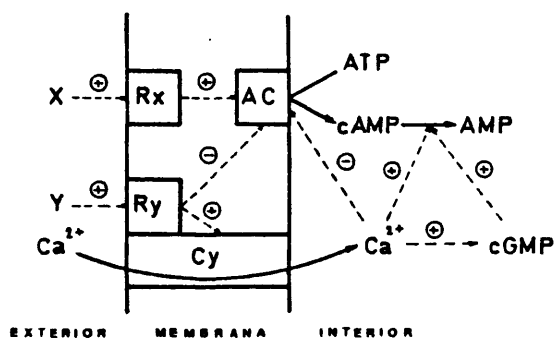 ATP
X ⊕ Rx ⊕ AC
cAMP AMP
⊖ ⊖ ⊕ ⊕
Y ⊕ Ry ⊕
Ca²⁺ Cy Ca²⁺ ⊕ cGMP
EXTERIOR MEMBRANA INTERIOR